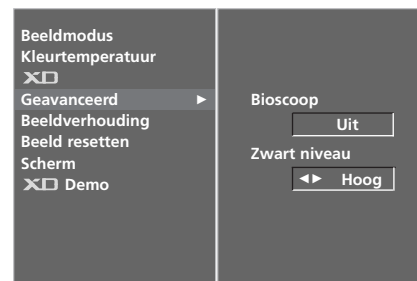 Beeldmodus
Kleurtemperatuur
XD
Geavanceerd ►
Beeldverhouding
Beeld resetten
Scherm
XD Demo
Bioscoop
Uit
Zwart niveau
◄► Hoog